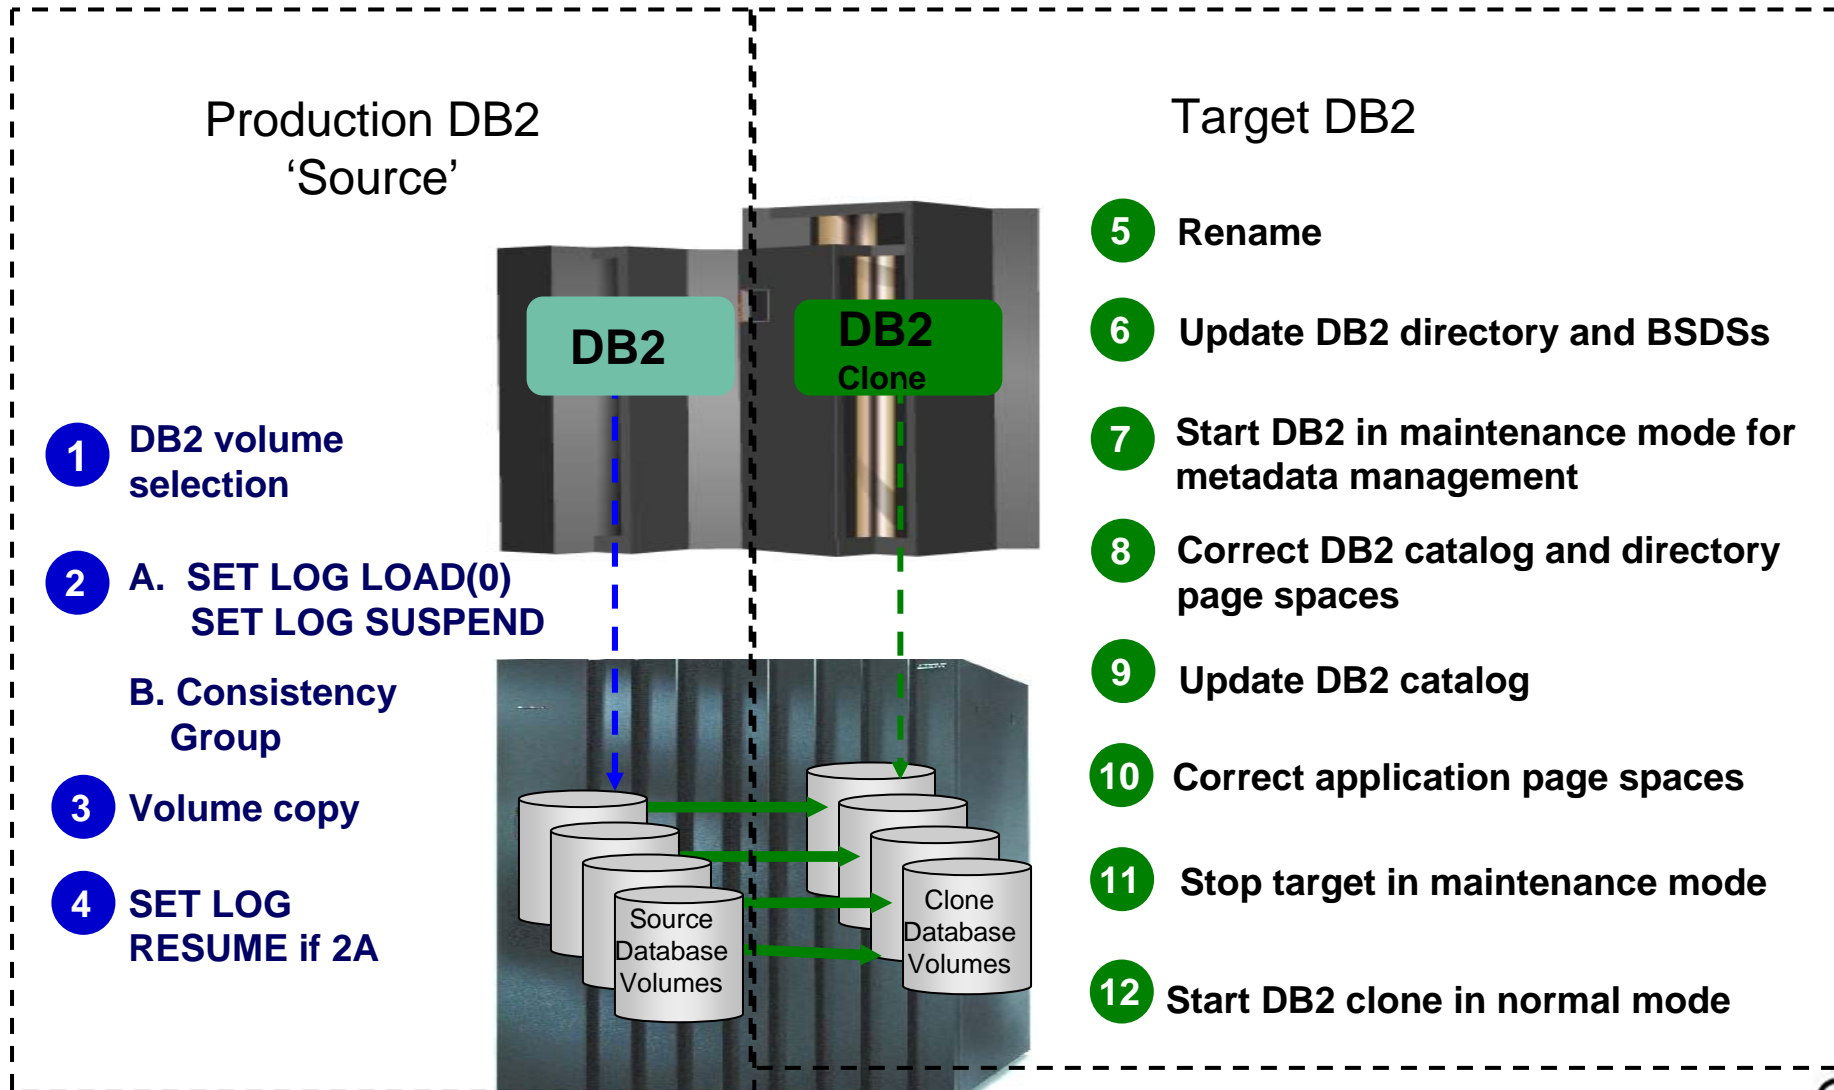 Production DB2
‘Source’
Target DB2
DB2
DB2
Clone
1
DB2 volume
selection
2
A. SET LOG LOAD(0)
SET LOG SUSPEND
B. Consistency
Group
3
Volume copy
4
SET LOG
RESUME if 2A
Source
Database
Volumes
Clone
Database
Volumes
5
Rename
6
Update DB2 directory and BSDSs
7
Start DB2 in maintenance mode for
metadata management
8
Correct DB2 catalog and directory
page spaces
9
Update DB2 catalog
10
Correct application page spaces
11
Stop target in maintenance mode
12
Start DB2 clone in normal mode